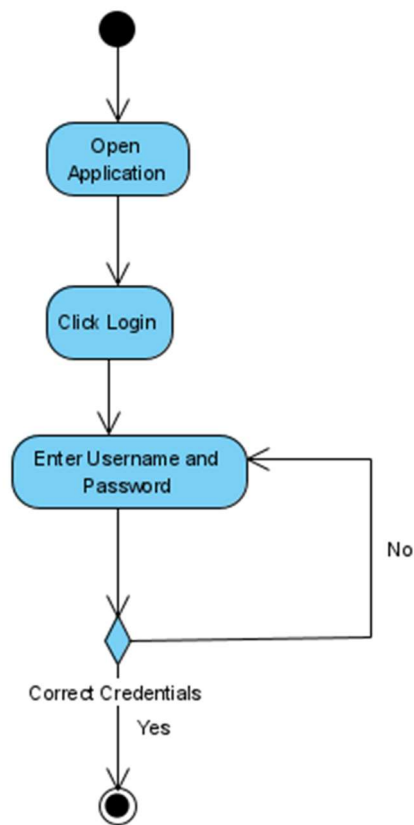 Open
Application
Click Login
Enter Username and
Password
No
Correct Credentials
Yes